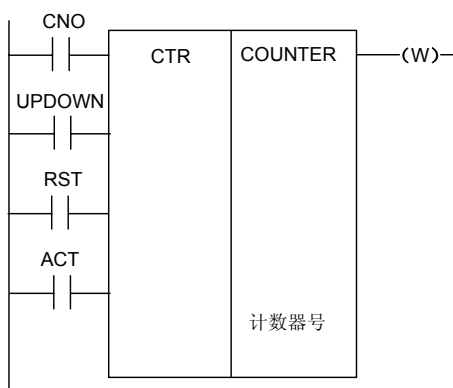 CNO
CTR
COUNTER
(W)
UPDOWN
RST
ACT
计数器号